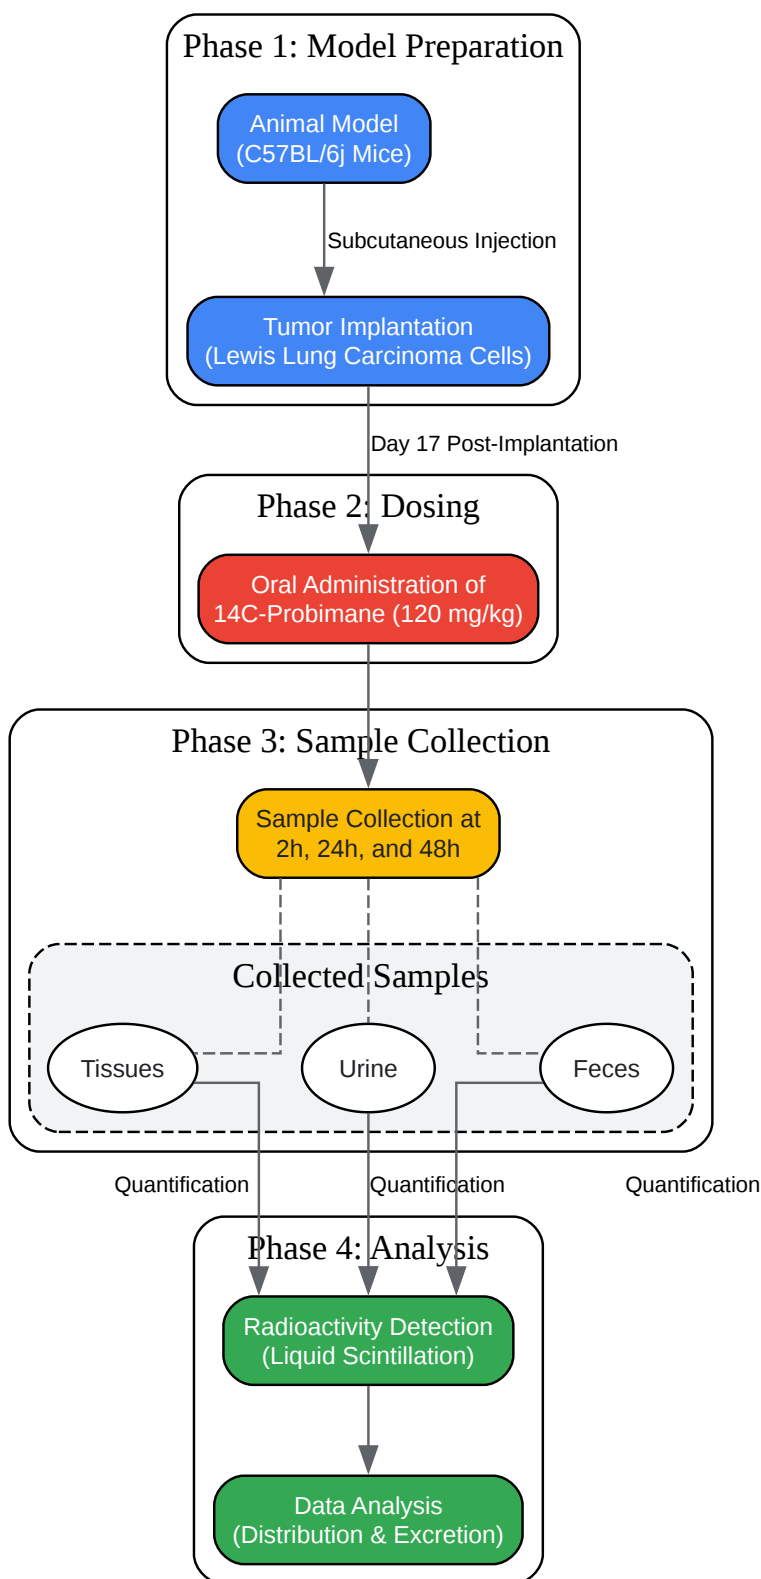 Phase 1: Model Preparation
Animal Model
(C57BL/6j Mice)
Subcutaneous Injection
Tumor Implantation
(Lewis Lung Carcinoma Cells)
Day 17 Post-Implantation
Phase 2: Dosing
Oral Administration of
14C-Probimane (120 mg/kg)
Phase 3: Sample Collection
Sample Collection at
2h, 24h, and 48h
Collected Samples
Tissues
Urine
Feces
Quantification
Quantification
Quantification
Phase 4: Analysis
Radioactivity Detection
(Liquid Scintillation)
Data Analysis
(Distribution & Excretion)